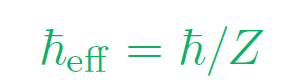 ħ_eff = ħ/Z